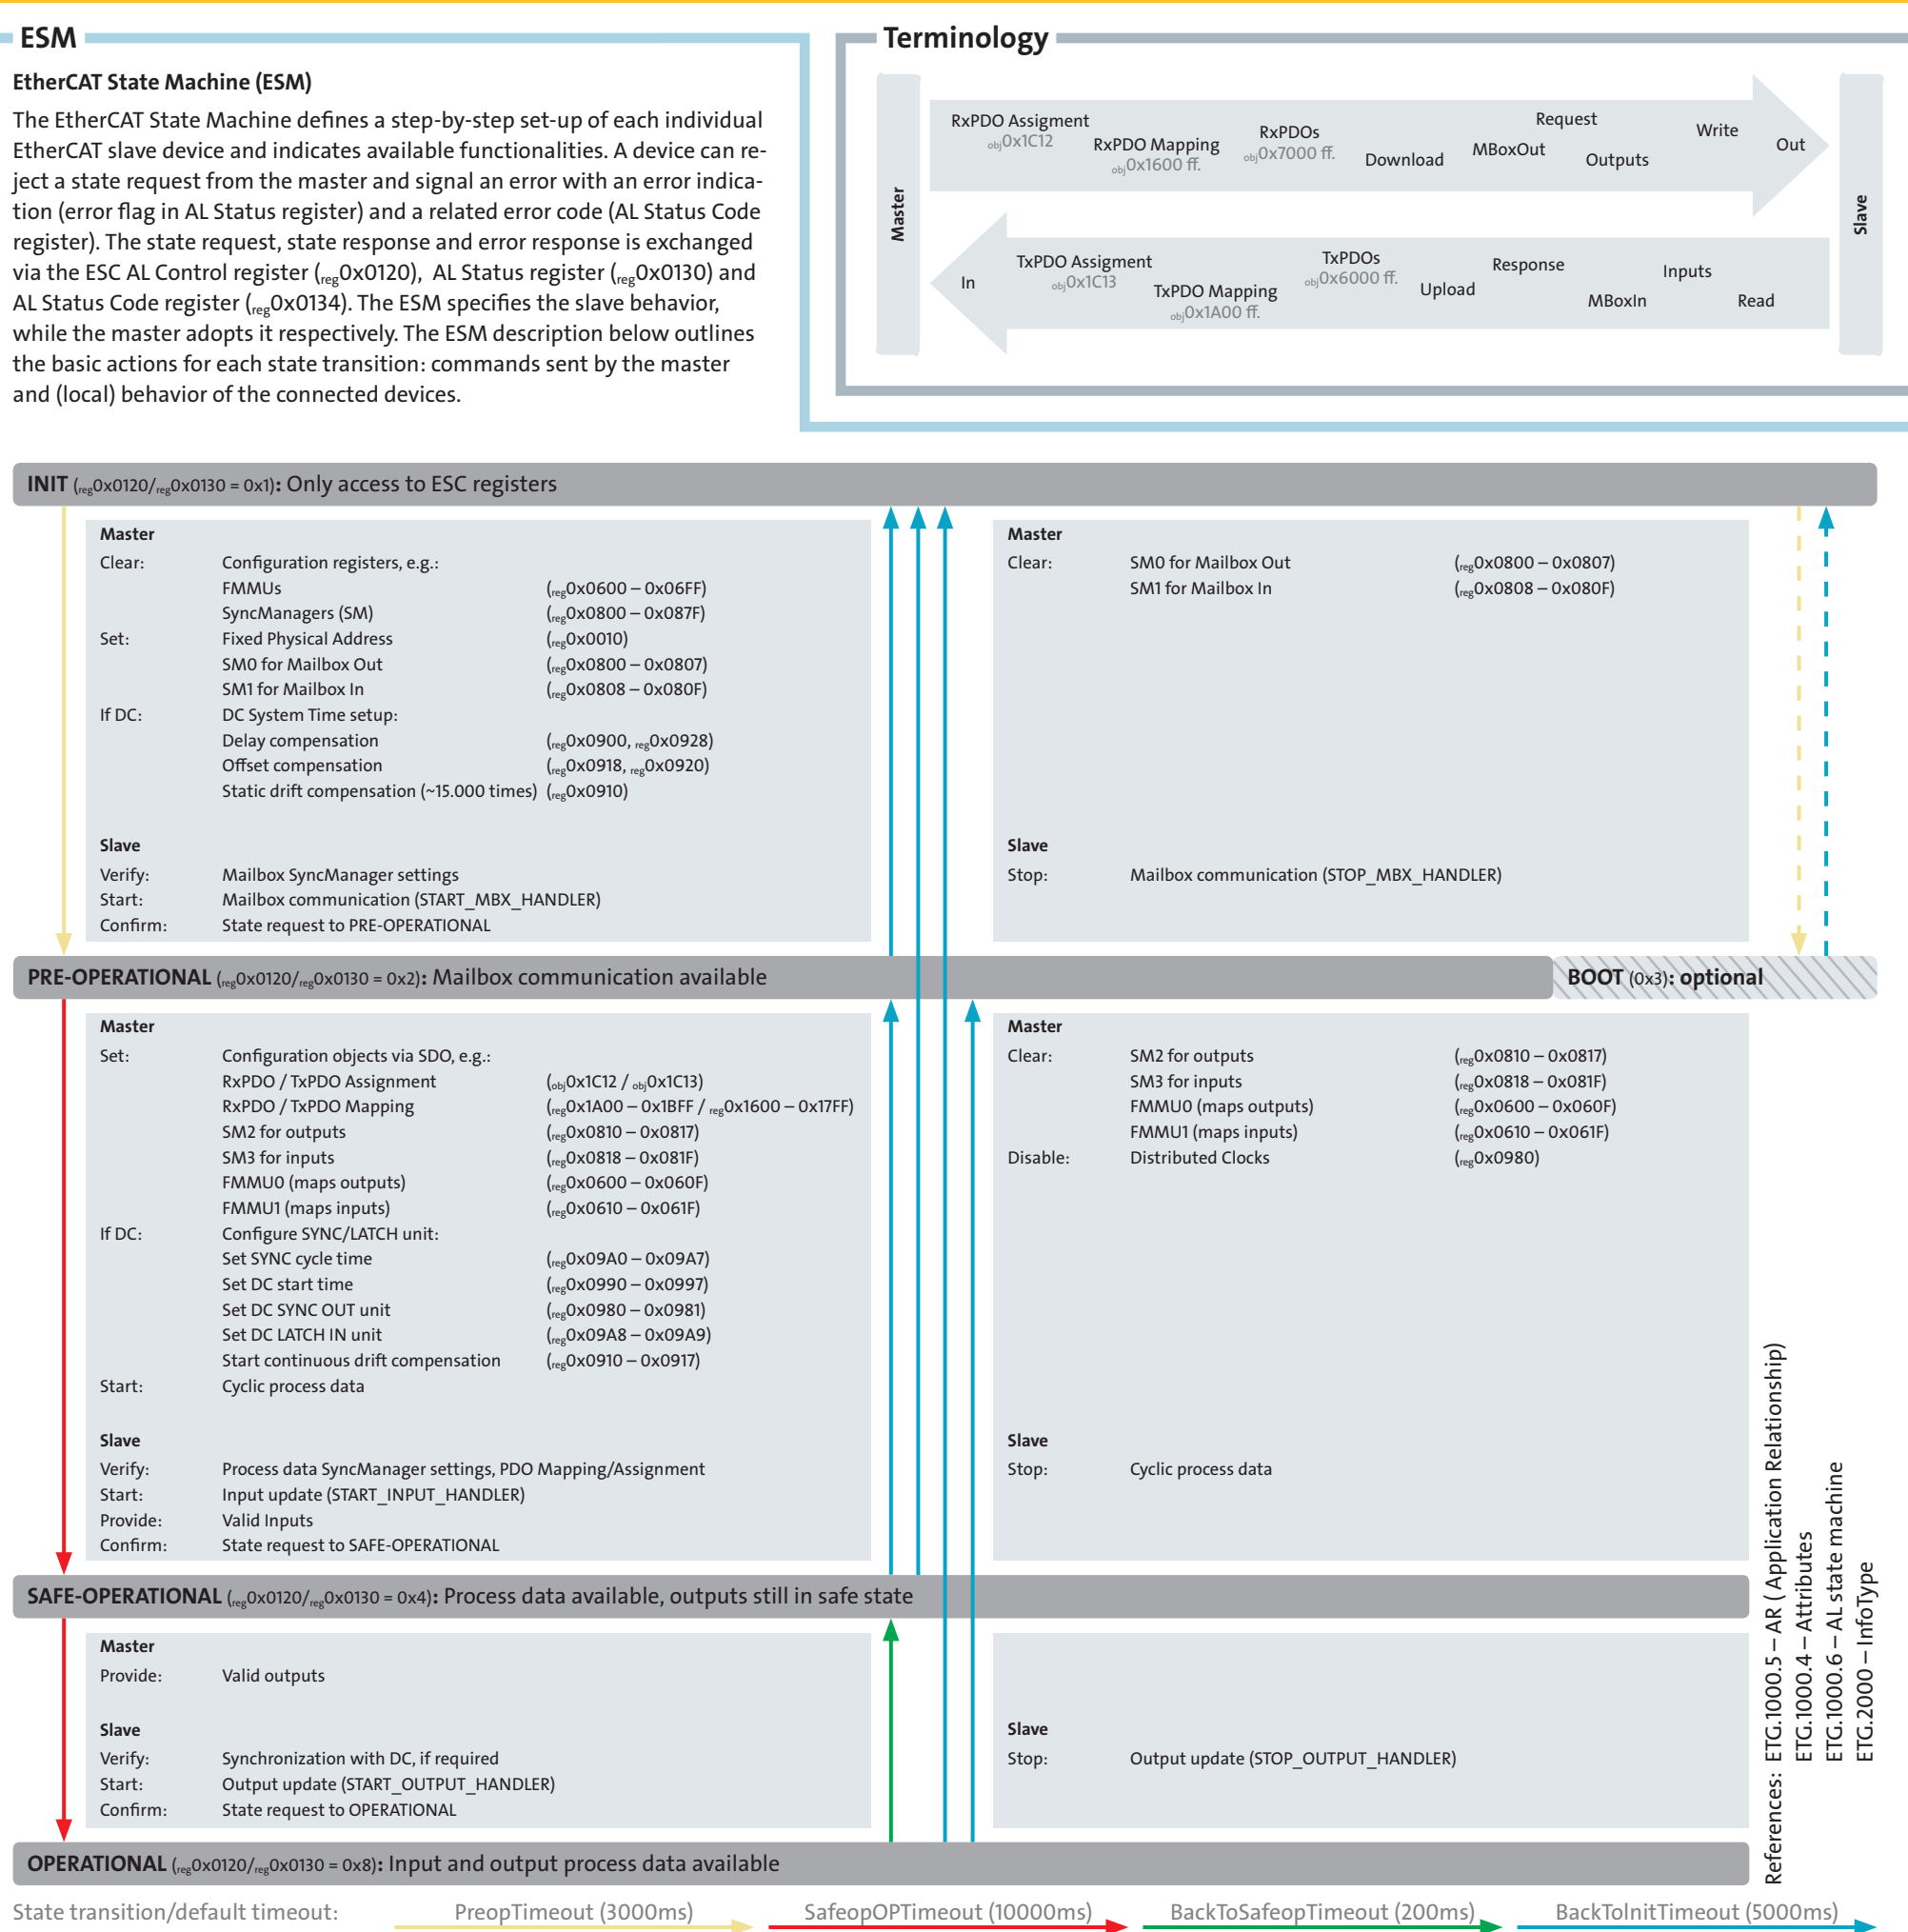 ESM
EtherCAT State Machine (ESM)
The EtherCAT State Machine defines a step-by-step set-up of each individual
EtherCAT slave device and indicates available functionalities. A device can re-
ject a state request from the master and signal an error with an error indica-
tion (error flag in AL Status register) and a related error code (AL Status Code
register). The state request, state response and error response is exchanged
via the ESC AL Control register (reg0x0120), AL Status register (reg0x0130) and
AL Status Code register (reg0x0134). The ESM specifies the slave behavior,
while the master adopts it respectively. The ESM description below outlines
the basic actions for each state transition: commands sent by the master
and (local) behavior of the connected devices.
Terminology
Master
RxPDO Assigment
obj0x1C12
RxPDO Mapping
obj0x1600 ff.
RxPDOs
obj0x7000 ff.
Download
MBoxOut
Request
Outputs
Write
Out
In
TxPDO Assigment
obj0x1C13
TxPDO Mapping
obj0x1A00 ff.
TxPDOs
obj0x6000 ff.
Upload
Response
MBoxIn
Inputs
Read
Slave
INIT (reg0x0120/reg0x0130 = 0x1): Only access to ESC registers
Master
Clear: Configuration registers, e.g.:
FMMUs (reg0x0600 – 0x06FF)
SyncManagers (SM) (reg0x0800 – 0x087F)
Set: Fixed Physical Address (reg0x0010)
SM0 for Mailbox Out (reg0x0800 – 0x0807)
SM1 for Mailbox In (reg0x0808 – 0x080F)
If DC: DC System Time setup:
Delay compensation (reg0x0900, reg0x0928)
Offset compensation (reg0x0918, reg0x0920)
Static drift compensation (~15.000 times) (reg0x0910)
Slave
Verify: Mailbox SyncManager settings
Start: Mailbox communication (START_MBX_HANDLER)
Confirm: State request to PRE-OPERATIONAL
Master
Clear: SM0 for Mailbox Out (reg0x0800 – 0x0807)
SM1 for Mailbox In (reg0x0808 – 0x080F)
Slave
Stop: Mailbox communication (STOP_MBX_HANDLER)
PRE-OPERATIONAL (reg0x0120/reg0x0130 = 0x2): Mailbox communication available
BOOT (0x3): optional
Master
Set: Configuration objects via SDO, e.g.:
RxPDO / TxPDO Assignment (obj0x1C12 / obj0x1C13)
RxPDO / TxPDO Mapping (reg0x1A00 – 0x1BFF / reg0x1600 – 0x17FF)
SM2 for outputs (reg0x0810 – 0x0817)
SM3 for inputs (reg0x0818 – 0x081F)
FMMU0 (maps outputs) (reg0x0600 – 0x060F)
FMMU1 (maps inputs) (reg0x0610 – 0x061F)
If DC: Configure SYNC/LATCH unit:
Set SYNC cycle time (reg0x09A0 – 0x09A7)
Set DC start time (reg0x0990 – 0x0997)
Set DC SYNC OUT unit (reg0x0980 – 0x0981)
Set DC LATCH IN unit (reg0x09A8 – 0x09A9)
Start continuous drift compensation (reg0x0910 – 0x0917)
Start: Cyclic process data
Slave
Verify: Process data SyncManager settings, PDO Mapping/Assignment
Start: Input update (START_INPUT_HANDLER)
Provide: Valid Inputs
Confirm: State request to SAFE-OPERATIONAL
Master
Clear: SM2 for outputs (reg0x0810 – 0x0817)
SM3 for inputs (reg0x0818 – 0x081F)
FMMU0 (maps outputs) (reg0x0600 – 0x060F)
FMMU1 (maps inputs) (reg0x0610 – 0x061F)
Disable: Distributed Clocks (reg0x0980)
Slave
Stop: Cyclic process data
SAFE-OPERATIONAL (reg0x0120/reg0x0130 = 0x4): Process data available, outputs still in safe state
Master
Provide: Valid outputs
Slave
Verify: Synchronization with DC, if required
Start: Output update (START_OUTPUT_HANDLER)
Confirm: State request to OPERATIONAL
Slave
Stop: Output update (STOP_OUTPUT_HANDLER)
OPERATIONAL (reg0x0120/reg0x0130 = 0x8): Input and output process data available
References: ETG.1000.5 – AR ( Application Relationship)
ETG.1000.4 – Attributes
ETG.1000.6 – AL state machine
ETG.2000 – InfoType
State transition/default timeout: PreopTimeout (3000ms) SafeopOPTimeout (10000ms) BackToSafeopTimeout (200ms) BackToInitTimeout (5000ms)